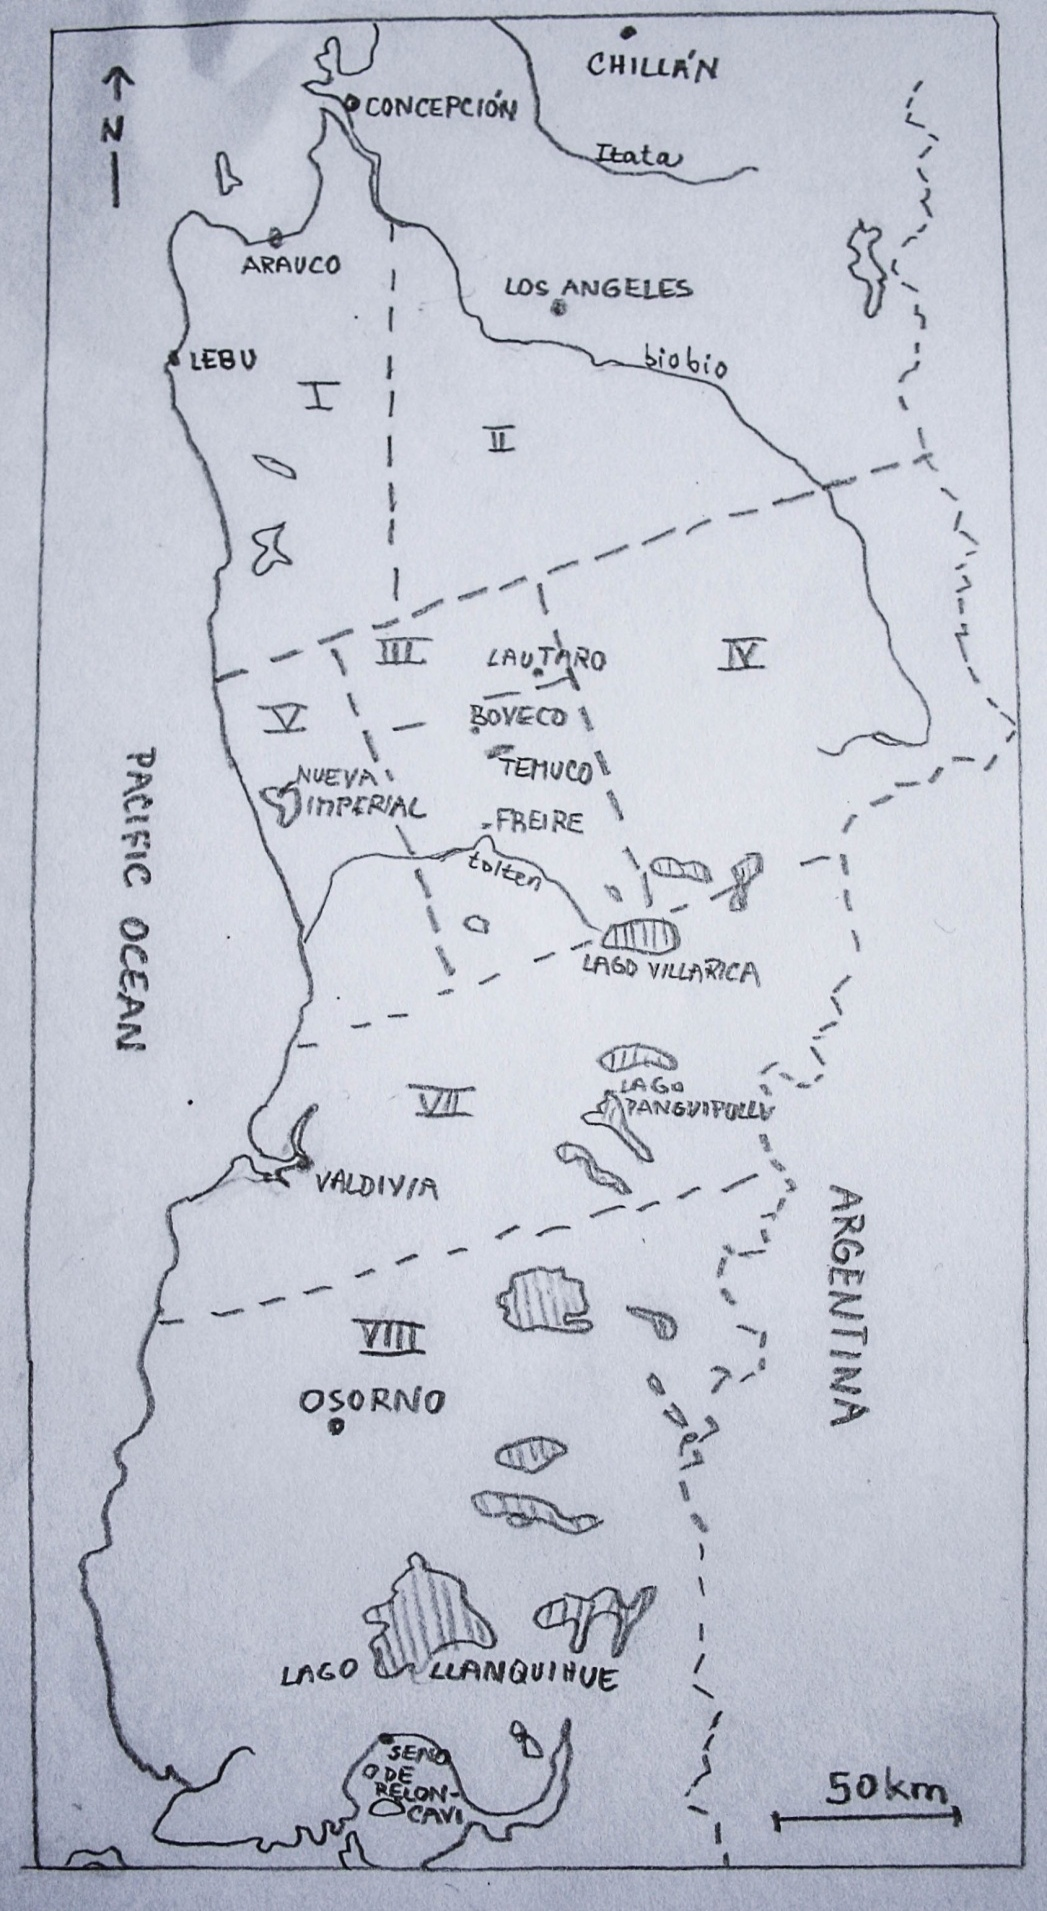 CHILLÁN
CONCEPCIÓN
N
Itata
ARAUCO
LOS ANGELES
LEBU
biobio
I
II
III
LAUTARO
IV
BOVECO
V
TEMUCO
NUEVA
IMPERIAL
FREIRE
tolten
PACIFIC OCEAN
LAGO VILLARICA
LAGO
PANGUIPULLI
VII
VALDIVIA
ARGENTINA
VIII
OSORNO
LAGO LLANQUIHUE
SENO
DE
RELON-
CAVI
50km